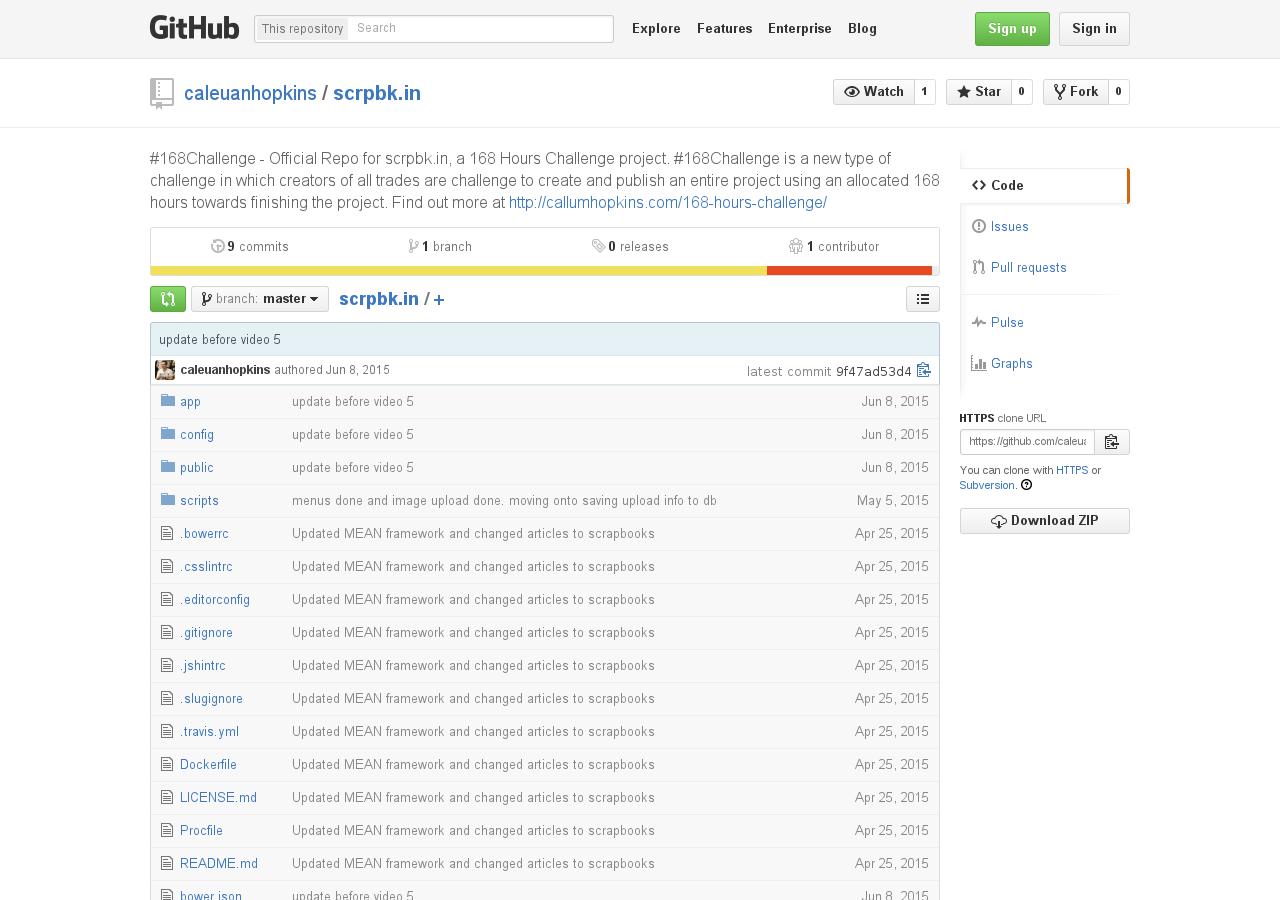 GitHub This repository Search Explore Features Enterprise Blog Sign up Sign in
caleuanhopkins / scrpbk.in Watch 1 Star 0 Fork 0
#168Challenge - Official Repo for scrpbk.in, a 168 Hours Challenge project. #168Challenge is a new type of
challenge in which creators of all trades are challenge to create and publish an entire project using an allocated 168
hours towards finishing the project. Find out more at http://callumhopkins.com/168-hours-challenge/
9 commits 1 branch 0 releases 1 contributor
branch: master scrpbk.in / +
update before video 5
caleuanhopkins authored Jun 8, 2015 latest commit 9f47ad53d4
app update before video 5 Jun 8, 2015
config update before video 5 Jun 8, 2015
public update before video 5 Jun 8, 2015
scripts menus done and image upload done. moving onto saving upload info to db May 5, 2015
.bowerrc Updated MEAN framework and changed articles to scrapbooks Apr 25, 2015
.csslintrc Updated MEAN framework and changed articles to scrapbooks Apr 25, 2015
.editorconfig Updated MEAN framework and changed articles to scrapbooks Apr 25, 2015
.gitignore Updated MEAN framework and changed articles to scrapbooks Apr 25, 2015
.jshintrc Updated MEAN framework and changed articles to scrapbooks Apr 25, 2015
.slugignore Updated MEAN framework and changed articles to scrapbooks Apr 25, 2015
.travis.yml Updated MEAN framework and changed articles to scrapbooks Apr 25, 2015
Dockerfile Updated MEAN framework and changed articles to scrapbooks Apr 25, 2015
LICENSE.md Updated MEAN framework and changed articles to scrapbooks Apr 25, 2015
Procfile Updated MEAN framework and changed articles to scrapbooks Apr 25, 2015
README.md Updated MEAN framework and changed articles to scrapbooks Apr 25, 2015
bower.json update before video 5 Jun 8, 2015
Code
Issues
Pull requests
Pulse
Graphs
HTTPS clone URL
https://github.com/caleua
You can clone with HTTPS or
Subversion.
Download ZIP